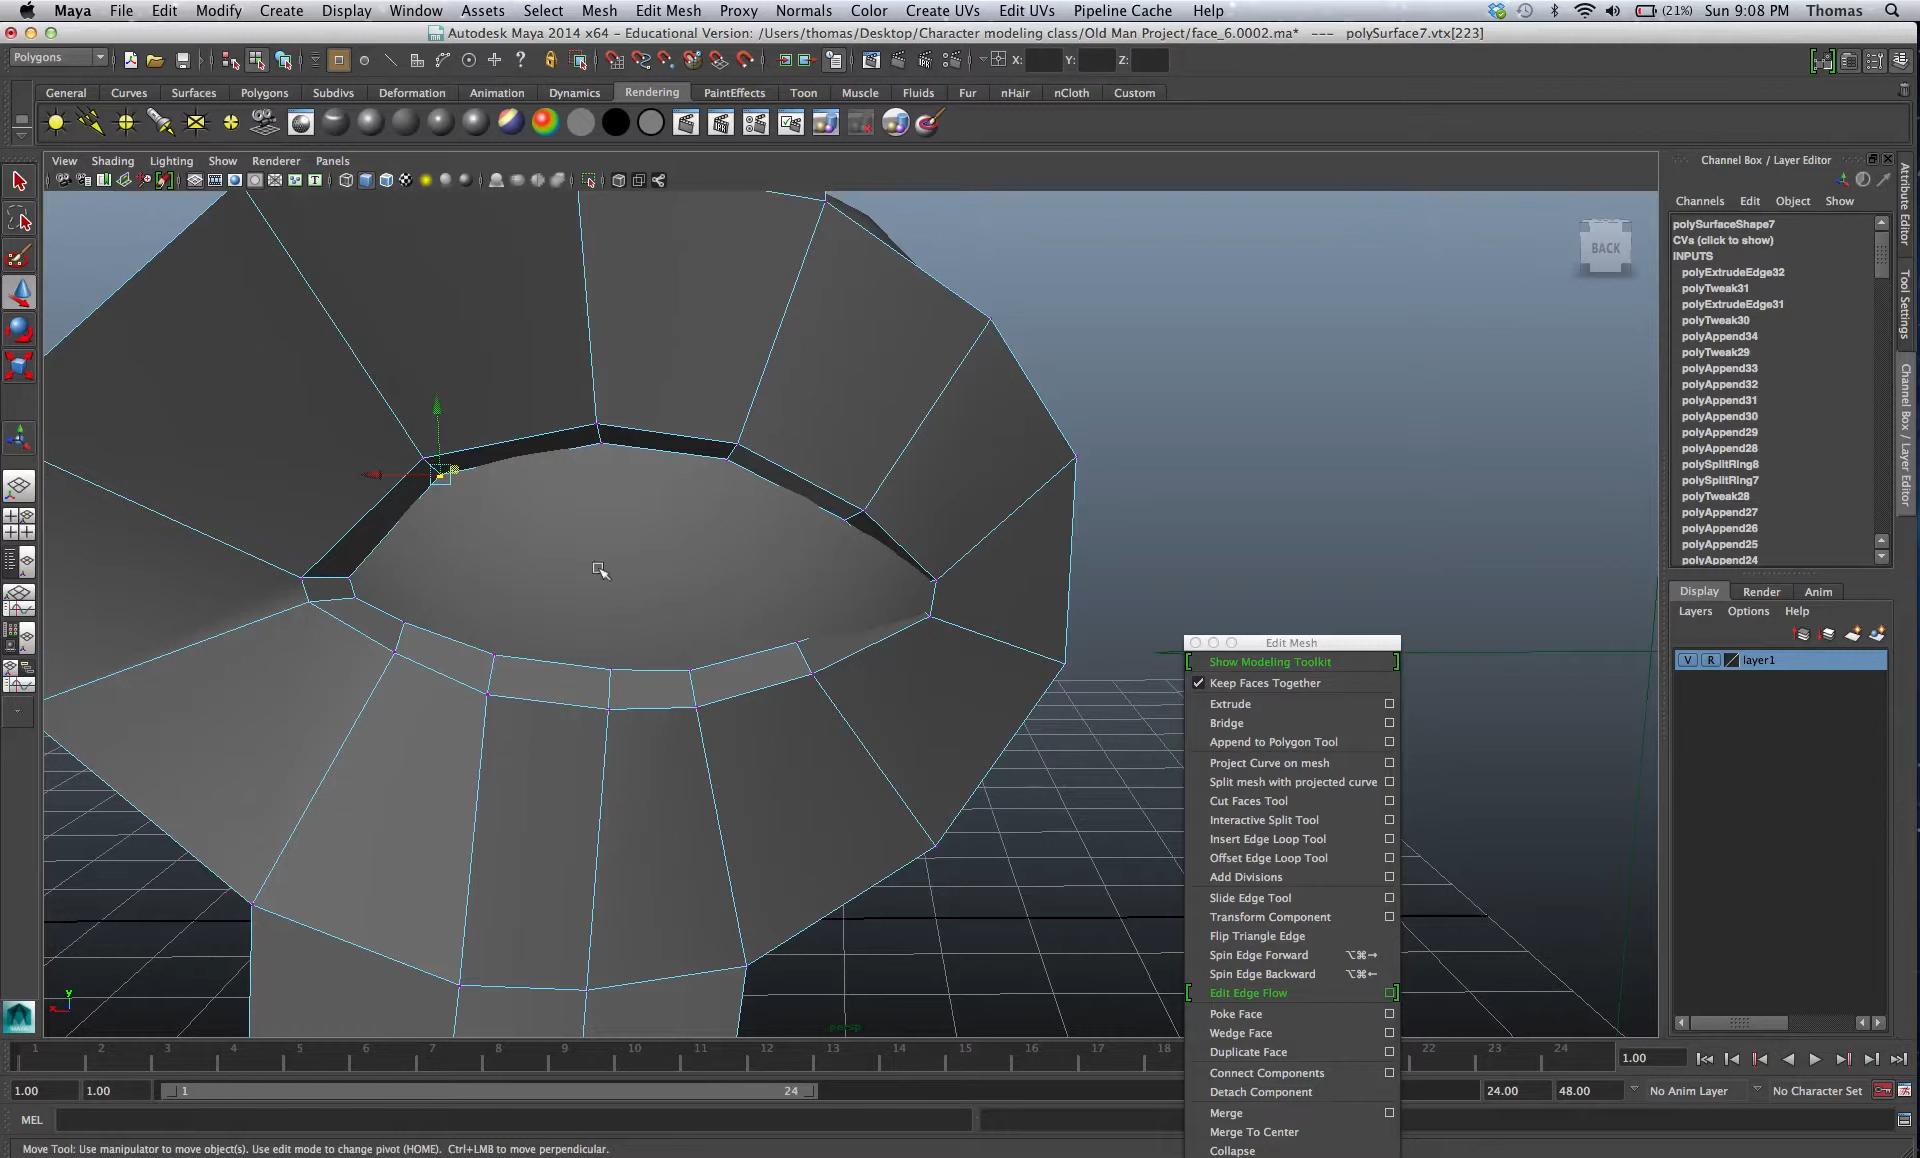 Maya File Edit Modify Create Display Window Assets Select Mesh Edit Mesh Proxy Normals Color Create UVs Edit UVs Pipeline Cache Help (21%) Sun 9:08 PM Thomas
Autodesk Maya 2014 x64 - Educational Version: /Users/thomas/Desktop/Character modeling class/Old Man Project/face_6.0002.ma* --- polySurface7.vtx[223]
Polygons X: Y: Z:
General Curves Surfaces Polygons Subdivs Deformation Animation Dynamics Rendering PaintEffects Toon Muscle Fluids Fur nHair nCloth Custom
View Shading Lighting Show Renderer Panels
BACK
persp
Channel Box / Layer Editor
Channels Edit Object Show
polySurfaceShape7
CVs (click to show)
INPUTS
polyExtrudeEdge32
polyTweak31
polyExtrudeEdge31
polyTweak30
polyAppend34
polyTweak29
polyAppend33
polyAppend32
polyAppend31
polyAppend30
polyAppend29
polyAppend28
polySplitRing8
polySplitRing7
polyTweak28
polyAppend27
polyAppend26
polyAppend25
polyAppend24
Attribute Editor
Tool Settings
Channel Box / Layer Editor
Display Render Anim
Layers Options Help
V R layer1
Edit Mesh
Show Modeling Toolkit
Keep Faces Together
Extrude
Bridge
Append to Polygon Tool
Project Curve on mesh
Split mesh with projected curve
Cut Faces Tool
Interactive Split Tool
Insert Edge Loop Tool
Offset Edge Loop Tool
Add Divisions
Slide Edge Tool
Transform Component
Flip Triangle Edge
Spin Edge Forward ⌥⌘→
Spin Edge Backward ⌥⌘←
Edit Edge Flow
Poke Face
Wedge Face
Duplicate Face
Connect Components
Detach Component
Merge
Merge To Center
Collapse
y
x
1 2 3 4 5 6 7 8 9 10 11 12 13 14 15 16 17 18 22 23 24 1.00
1.00 1.00 1 24 24.00 48.00 No Anim Layer No Character Set
MEL
Move Tool: Use manipulator to move object(s). Use edit mode to change pivot (HOME). Ctrl+LMB to move perpendicular.